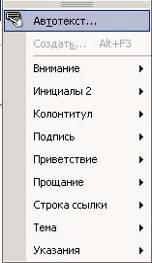 Автотекст...
Создать... Alt+F3
Внимание
Инициалы 2
Колонтитул
Подпись
Приветствие
Прощание
Строка ссылки
Тема
Указания